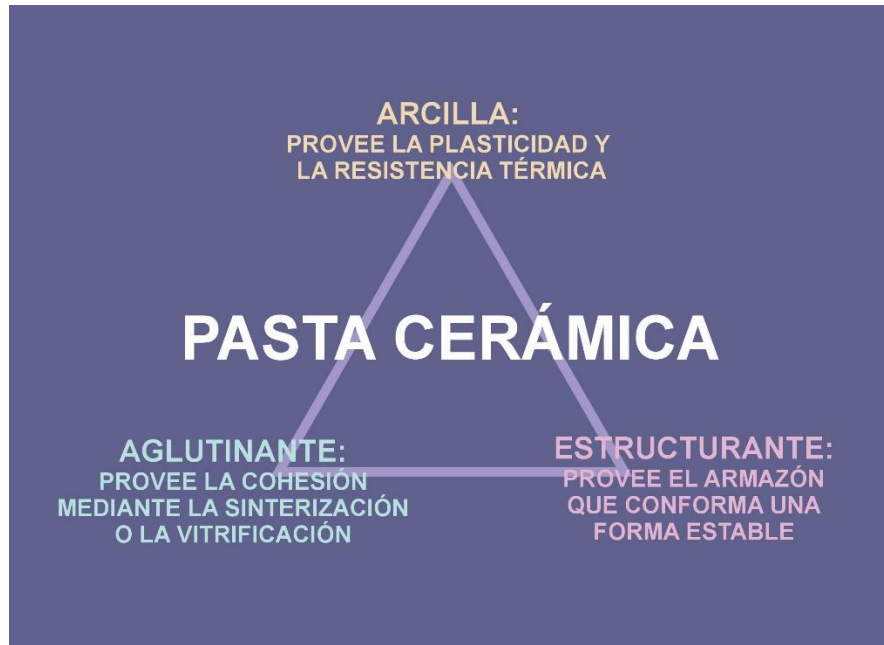 ARCILLA:
PROVEE LA PLASTICIDAD Y
LA RESISTENCIA TÉRMICA
PASTA CERÁMICA
AGLUTINANTE:
PROVEE LA COHESIÓN
MEDIANTE LA SINTERIZACIÓN
O LA VITRIFICACIÓN
ESTRUCTURANTE:
PROVEE EL ARMAZÓN
QUE CONFORMA UNA
FORMA ESTABLE